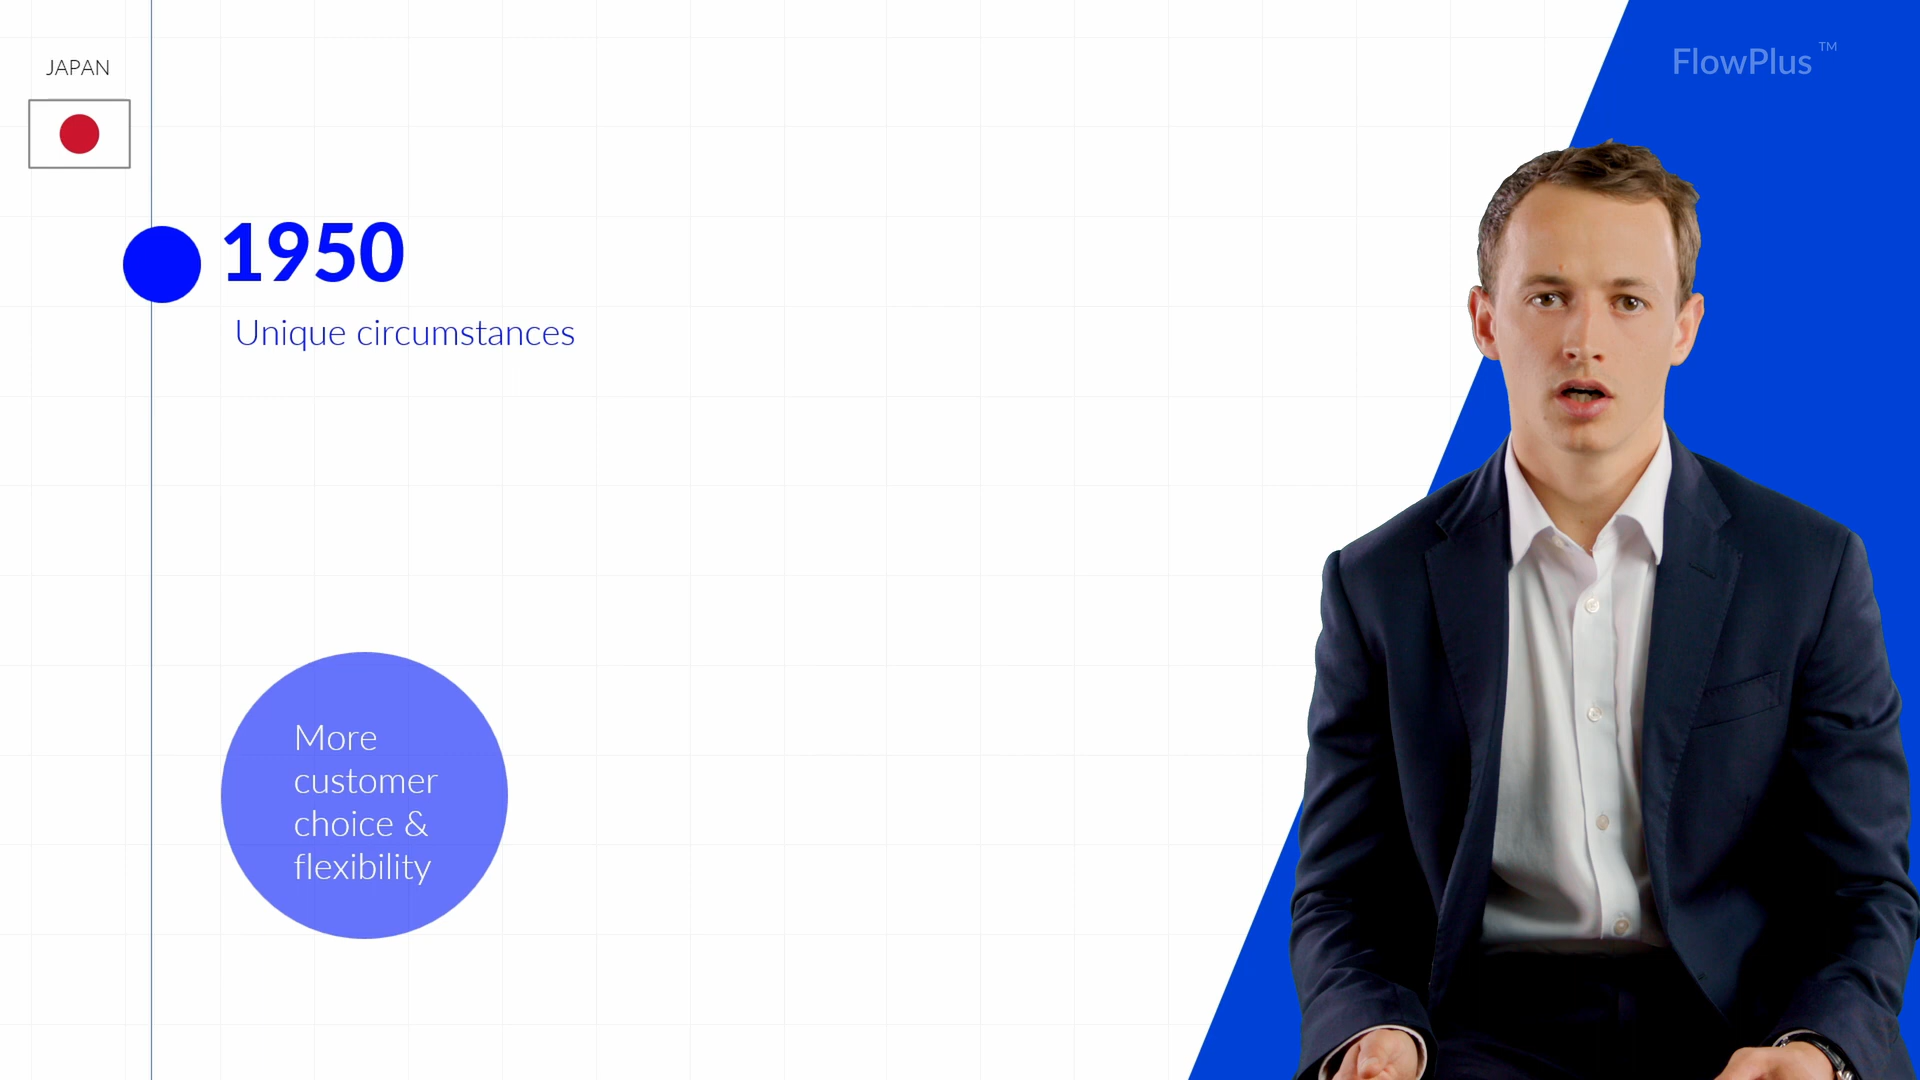 JAPAN
FlowPlus™
1950
Unique circumstances
More
customer
choice &
flexibility